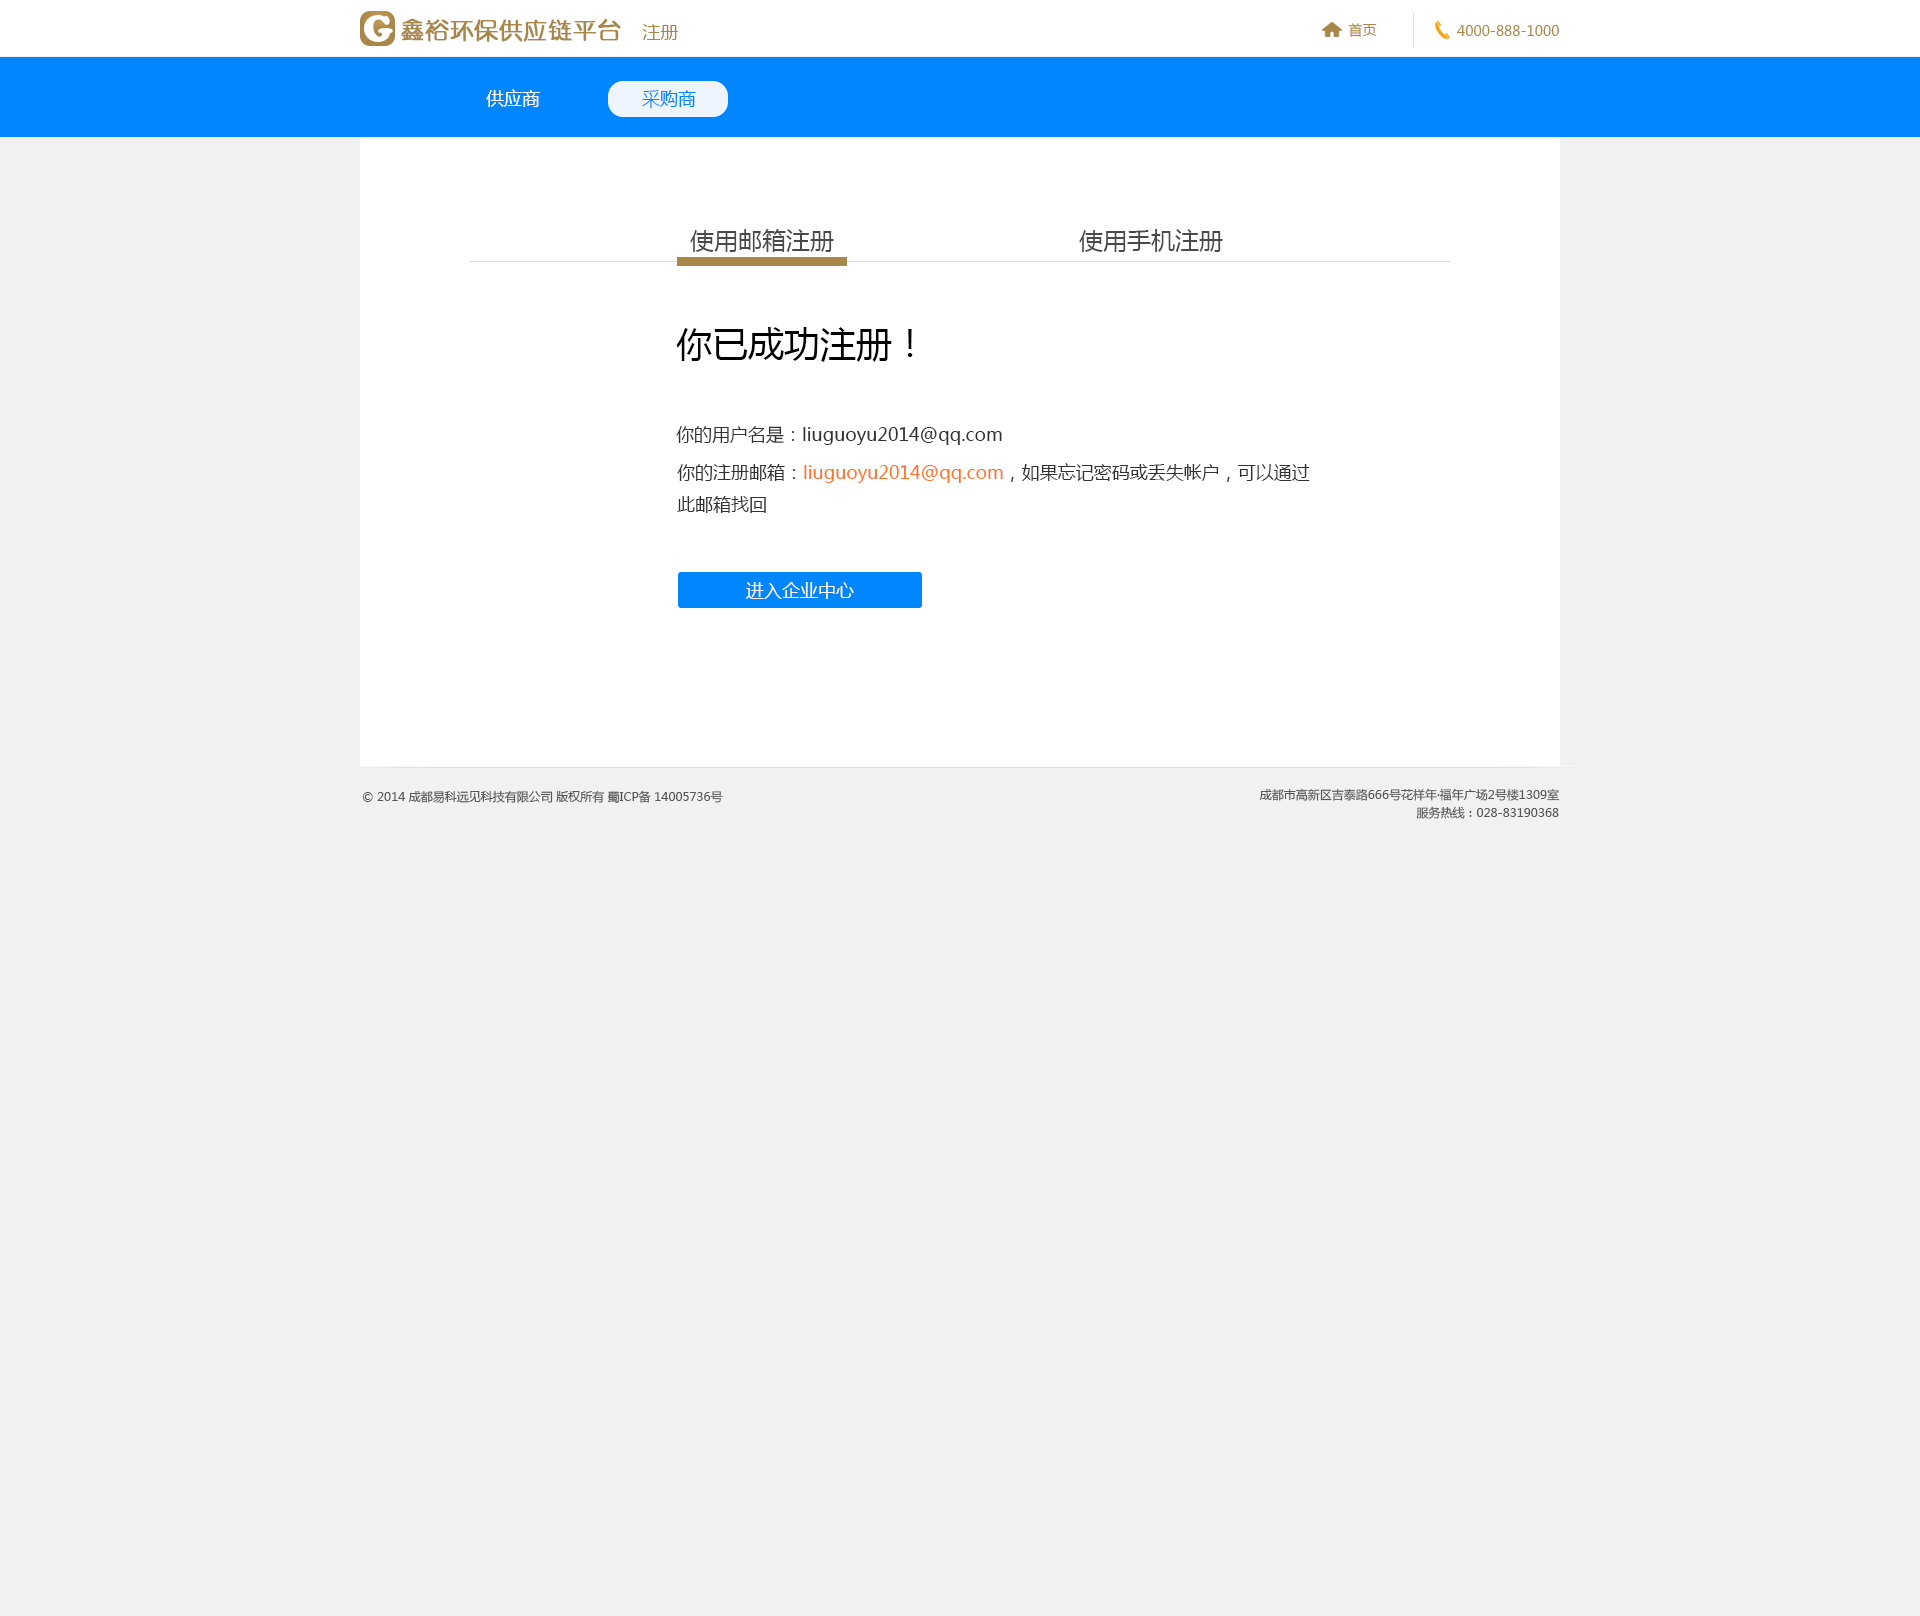 鑫裕环保供应链平台 注册 首页 4000-888-1000
供应商 采购商
使用邮箱注册 使用手机注册
你已成功注册！
你的用户名是：liuguoyu2014@qq.com
你的注册邮箱：liuguoyu2014@qq.com，如果忘记密码或丢失帐户，可以通过
此邮箱找回
进入企业中心
© 2014 成都易科远见科技有限公司 版权所有 蜀ICP备 14005736号
成都市高新区吉泰路666号花样年·福年广场2号楼1309室
服务热线：028-83190368